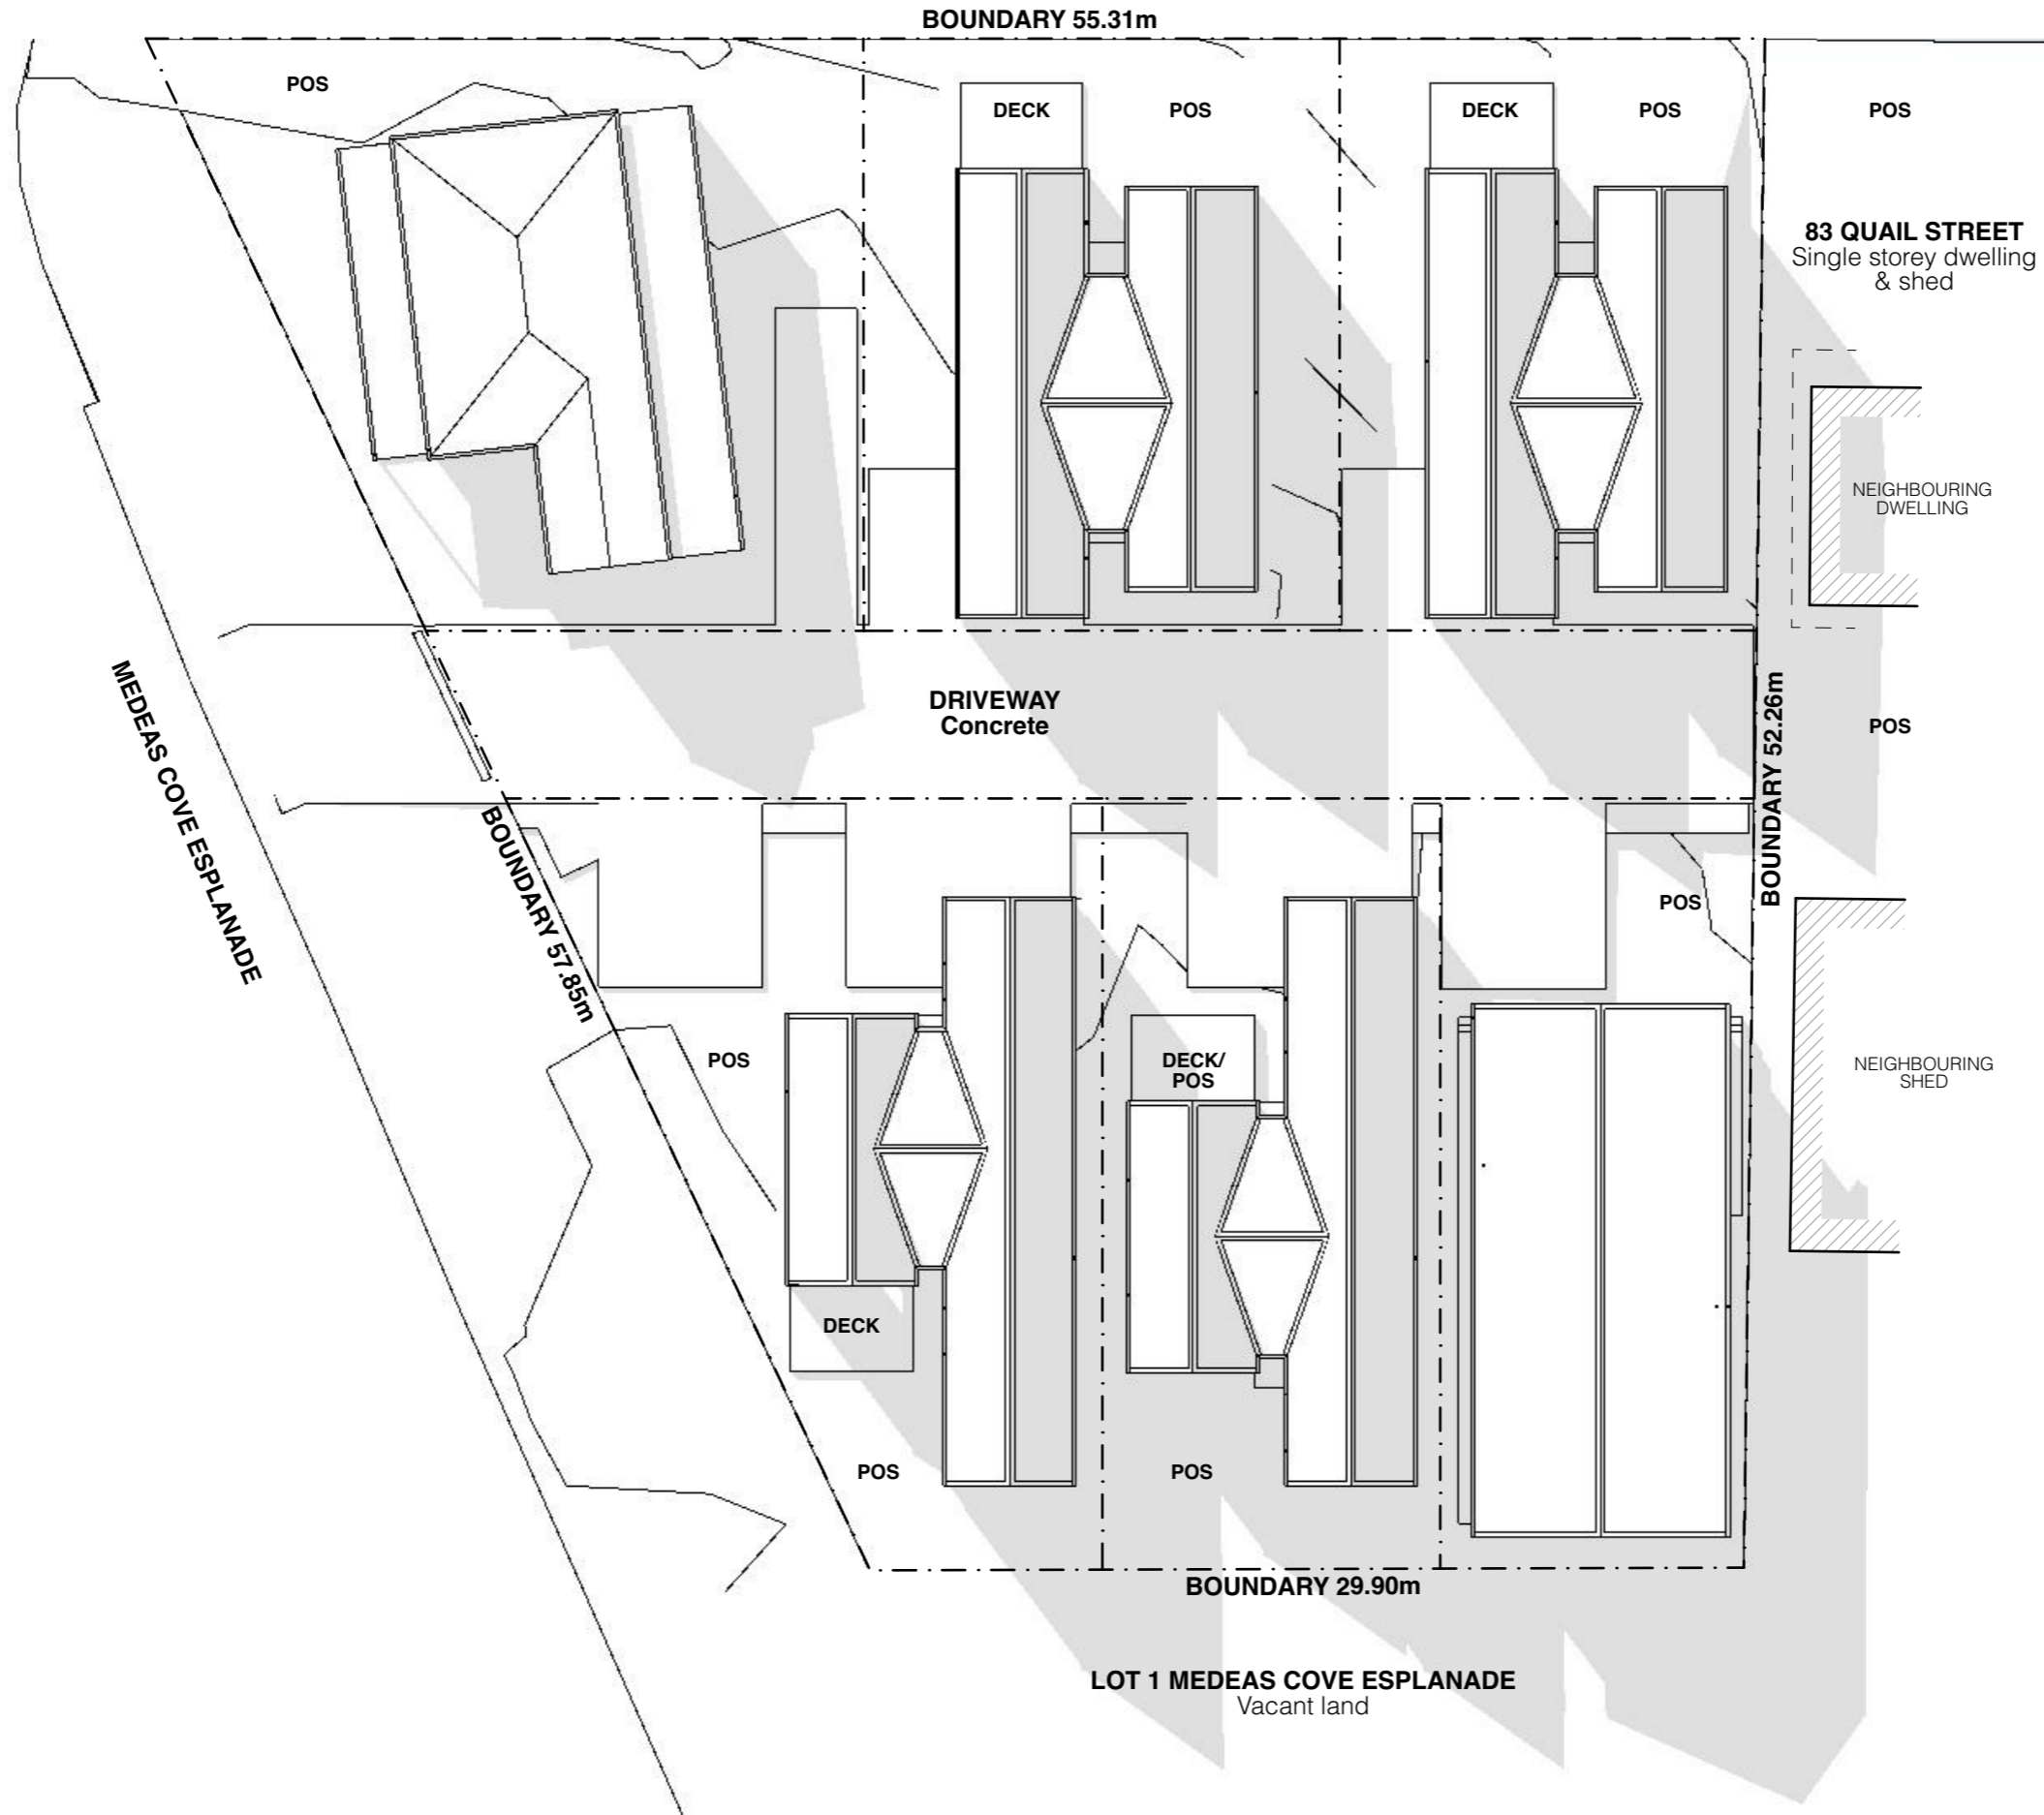 BOUNDARY 55.31m
POS
DECK
POS
DECK
POS
POS
83 QUAIL STREET
Single storey dwelling
& shed
NEIGHBOURING
DWELLING
MEDEAS COVE ESPLANADE
DRIVEWAY
Concrete
BOUNDARY 52.26m
POS
BOUNDARY 57.85m
POS
POS
DECK/
POS
NEIGHBOURING
SHED
DECK
POS
POS
BOUNDARY 29.90m
LOT 1 MEDEAS COVE ESPLANADE
Vacant land